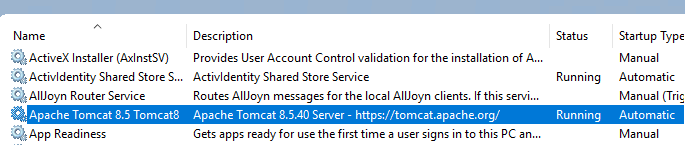 Name Description Status Startup Type
ActiveX Installer (AxInstSV) Provides User Account Control validation for the installation of A... Manual
ActivIdentity Shared Store S... ActivIdentity Shared Store Service Running Automatic
AllJoyn Router Service Routes AllJoyn messages for the local AllJoyn clients. If this servi... Manual (Trig
Apache Tomcat 8.5 Tomcat8 Apache Tomcat 8.5.40 Server - https://tomcat.apache.org/ Running Automatic
App Readiness Gets apps ready for use the first time a user signs in to this PC an... Manual